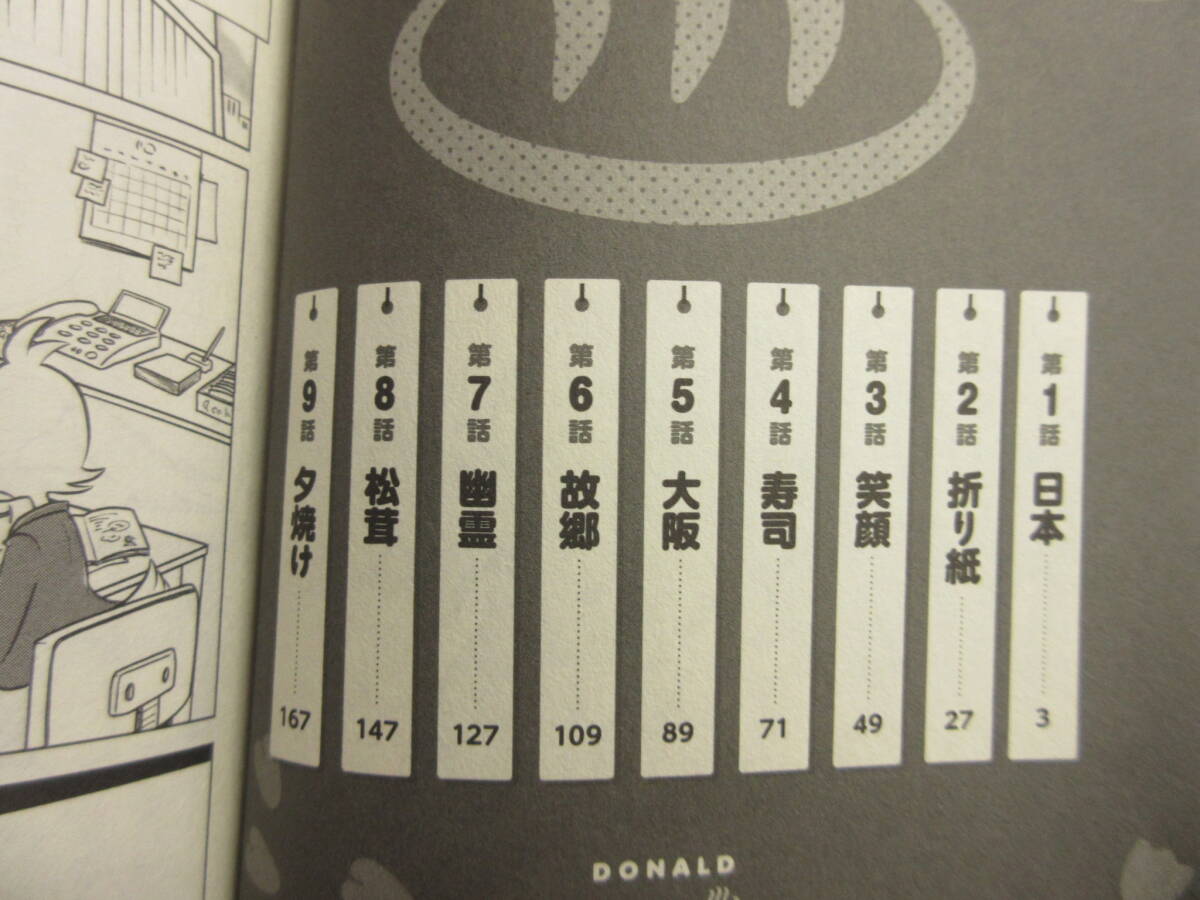 第1話 日本 3
第2話 折り紙 27
第3話 笑顔 49
第4話 寿司 71
第5話 大阪 89
第6話 故郷 109
第7話 幽霊 127
第8話 松茸 147
第9話 夕焼け 167
DONALD